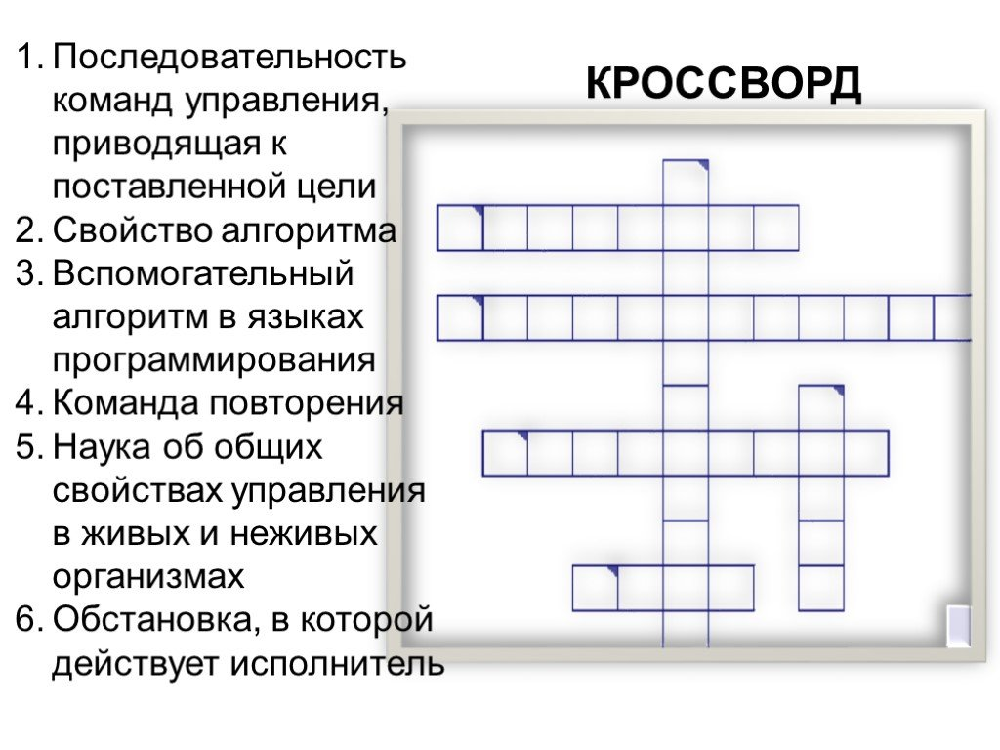 КРОССВОРД
1. Последовательность
команд управления,
приводящая к
поставленной цели
2. Свойство алгоритма
3. Вспомогательный
алгоритм в языках
программирования
4. Команда повторения
5. Наука об общих
свойствах управления
в живых и неживых
организмах
6. Обстановка, в которой
действует исполнитель